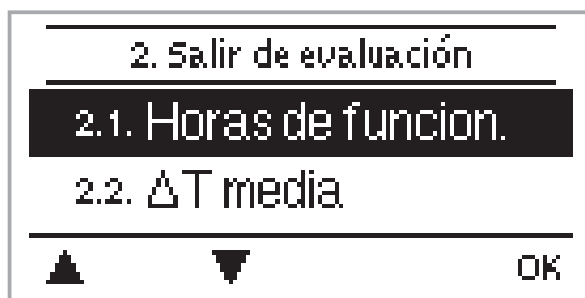 2. Salir de evaluación
2.1. Horas de funcion.
2.2. ΔT media
▲ ▼ OK